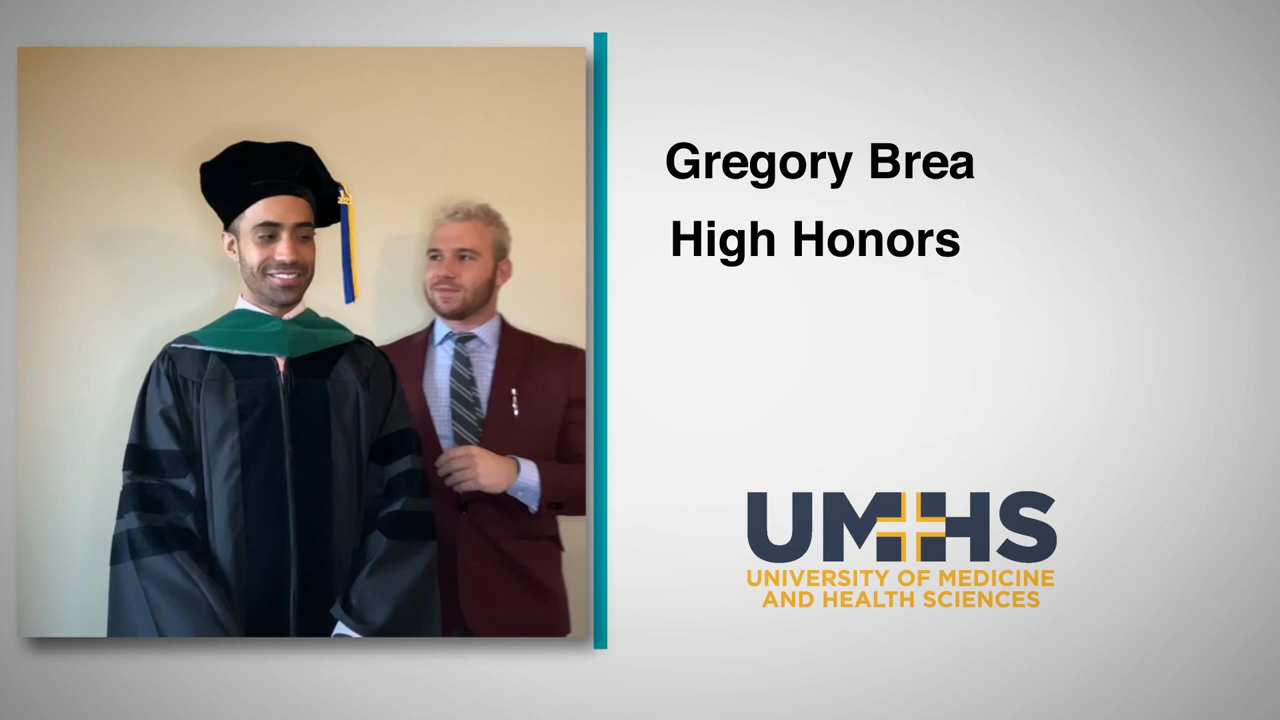 Gregory Brea
High Honors
UMHS
UNIVERSITY OF MEDICINE
AND HEALTH SCIENCES